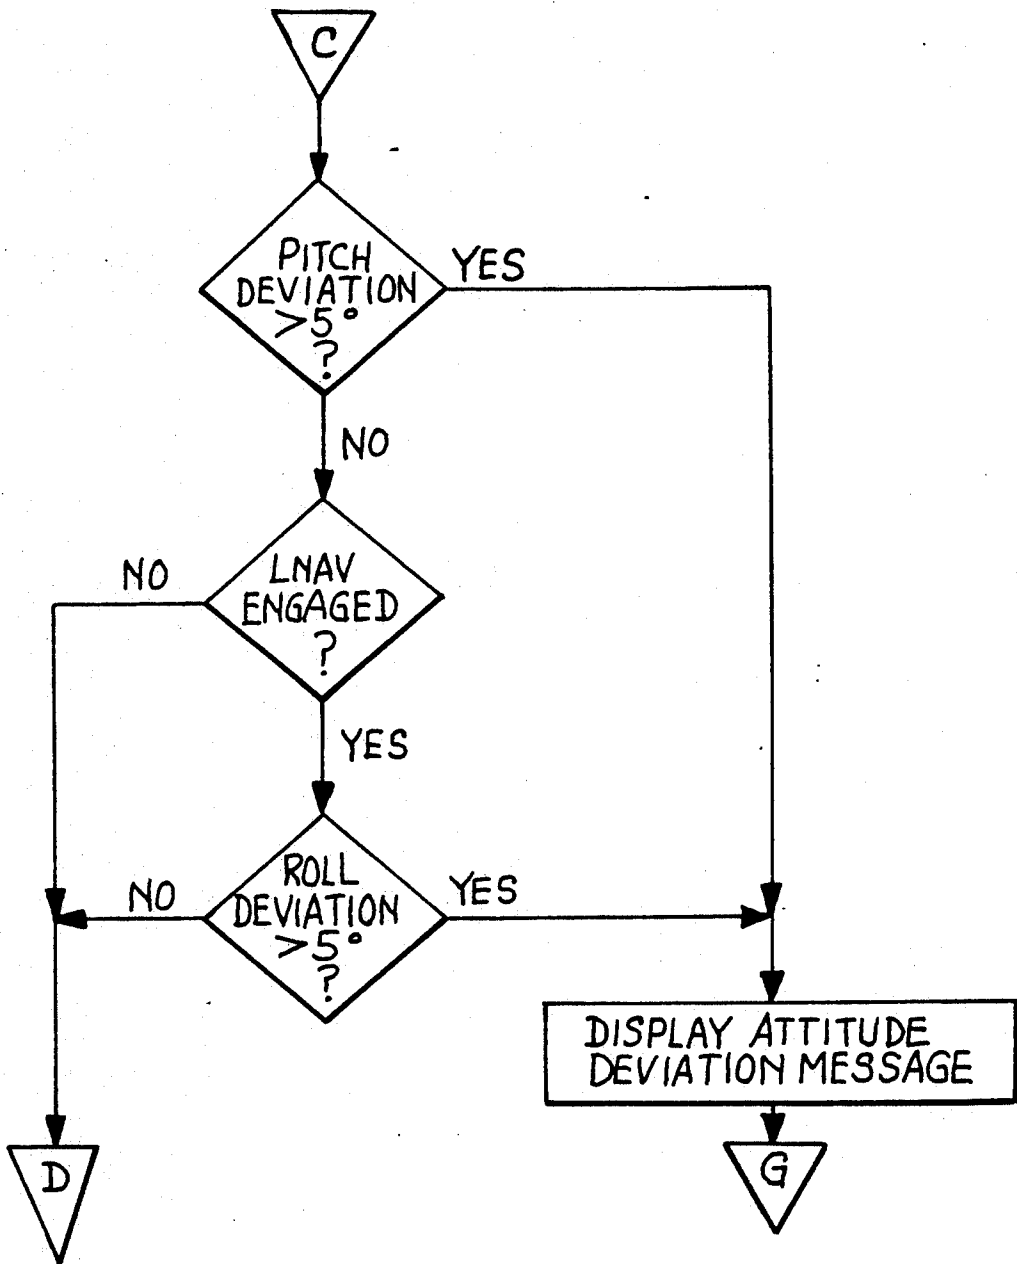 C
PITCH
DEVIATION
>5°
?
YES
NO
LNAV
ENGAGED
?
NO
YES
ROLL
DEVIATION
>5°
?
NO
YES
DISPLAY ATTITUDE
DEVIATION MESSAGE
D
G